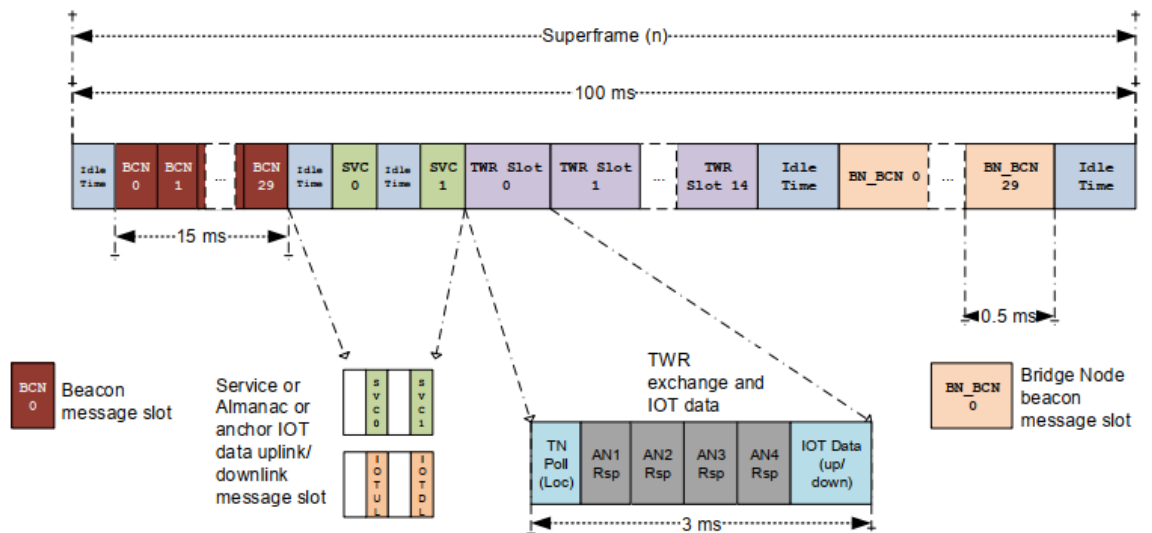 Superframe (n)
100 ms
Idle
Time
BCN
0
BCN
1
...
BCN
29
Idle
Time
SVC
0
Idle
Time
SVC
1
TWR Slot
0
TWR Slot
1
...
TWR
Slot 14
Idle
Time
BN_BCN 0
...
BN_BCN
29
Idle
Time
15 ms
0.5 ms
BCN
0
Beacon
message slot
Service or
Almanac or
anchor IOT
data uplink/
downlink
message slot
SVC0
SVC1
IOTUL
IOTDL
TWR
exchange and
IOT data
TN
Poll
(Loc)
AN1
Rsp
AN2
Rsp
AN3
Rsp
AN4
Rsp
IOT Data
(up/
down)
3 ms
BN_BCN
0
Bridge Node
beacon
message slot